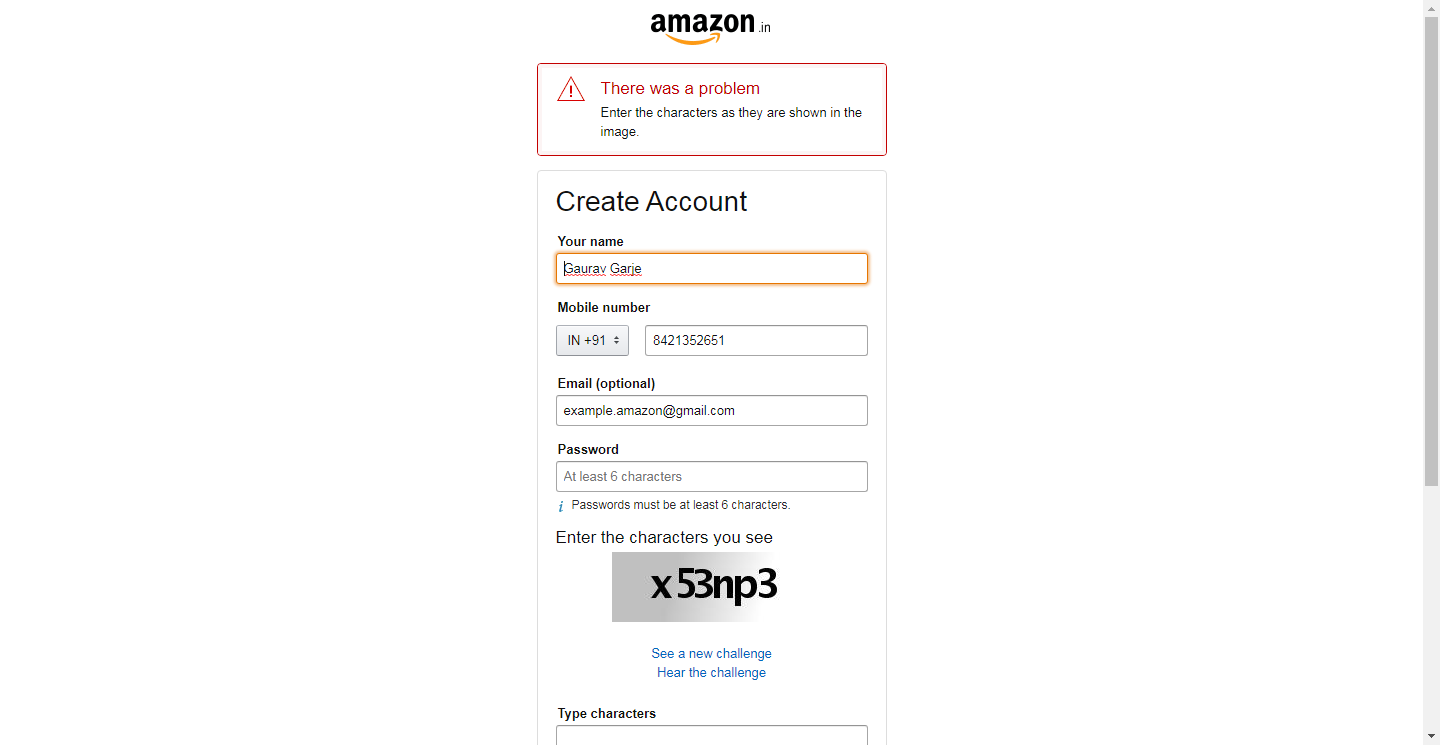 amazon.in
There was a problem
Enter the characters as they are shown in the
image.
Create Account
Your name
Gaurav Garje
Mobile number
IN +91
8421352651
Email (optional)
example.amazon@gmail.com
Password
At least 6 characters
i Passwords must be at least 6 characters.
Enter the characters you see
x53np3
See a new challenge
Hear the challenge
Type characters